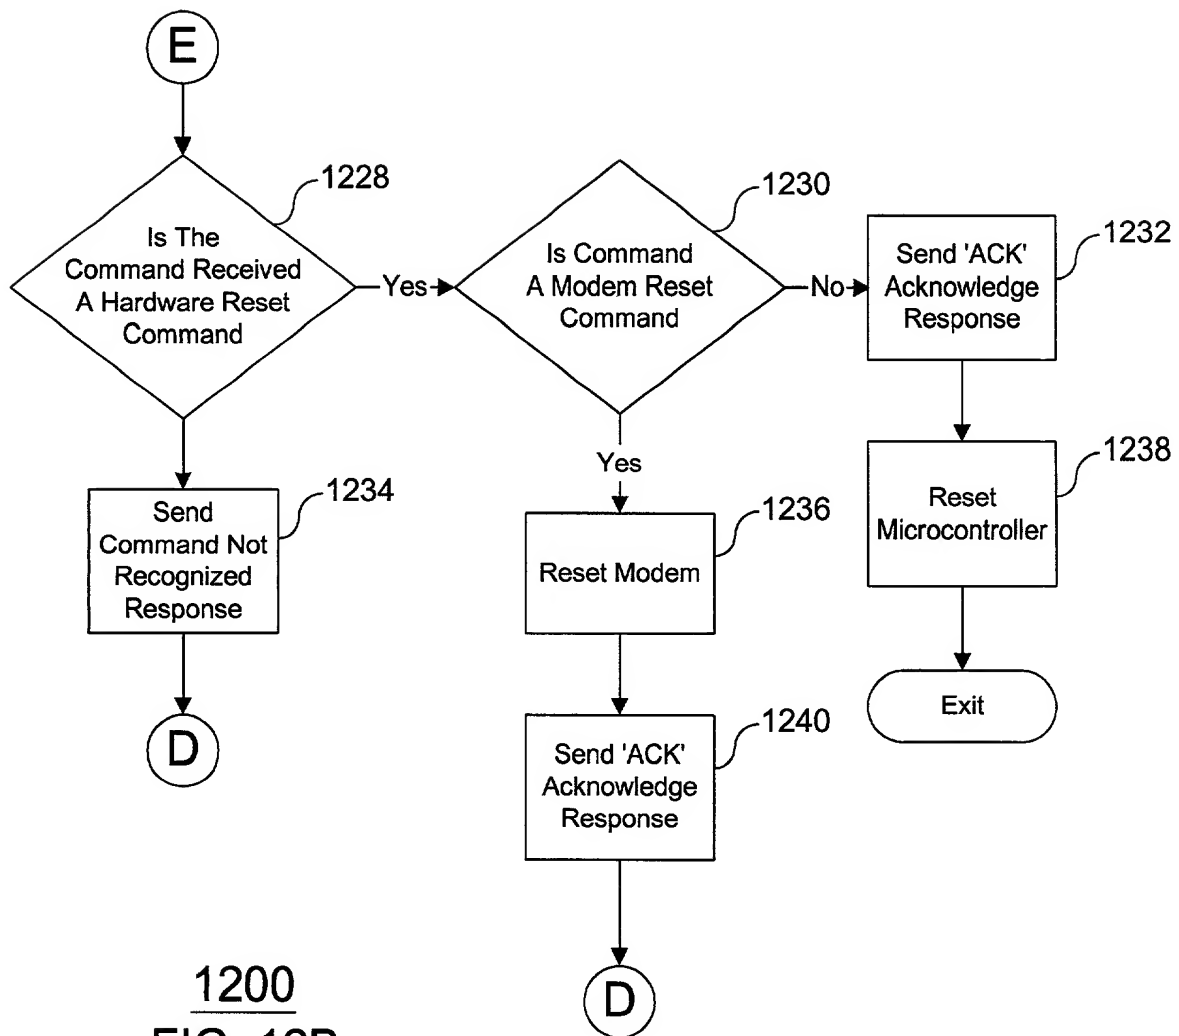 E
1228
Is The
Command Received
A Hardware Reset
Command
Yes
1230
Is Command
A Modem Reset
Command
No
1232
Send 'ACK'
Acknowledge
Response
1234
Send
Command Not
Recognized
Response
D
Yes
1236
Reset Modem
1240
Send 'ACK'
Acknowledge
Response
D
1238
Reset
Microcontroller
Exit
1200